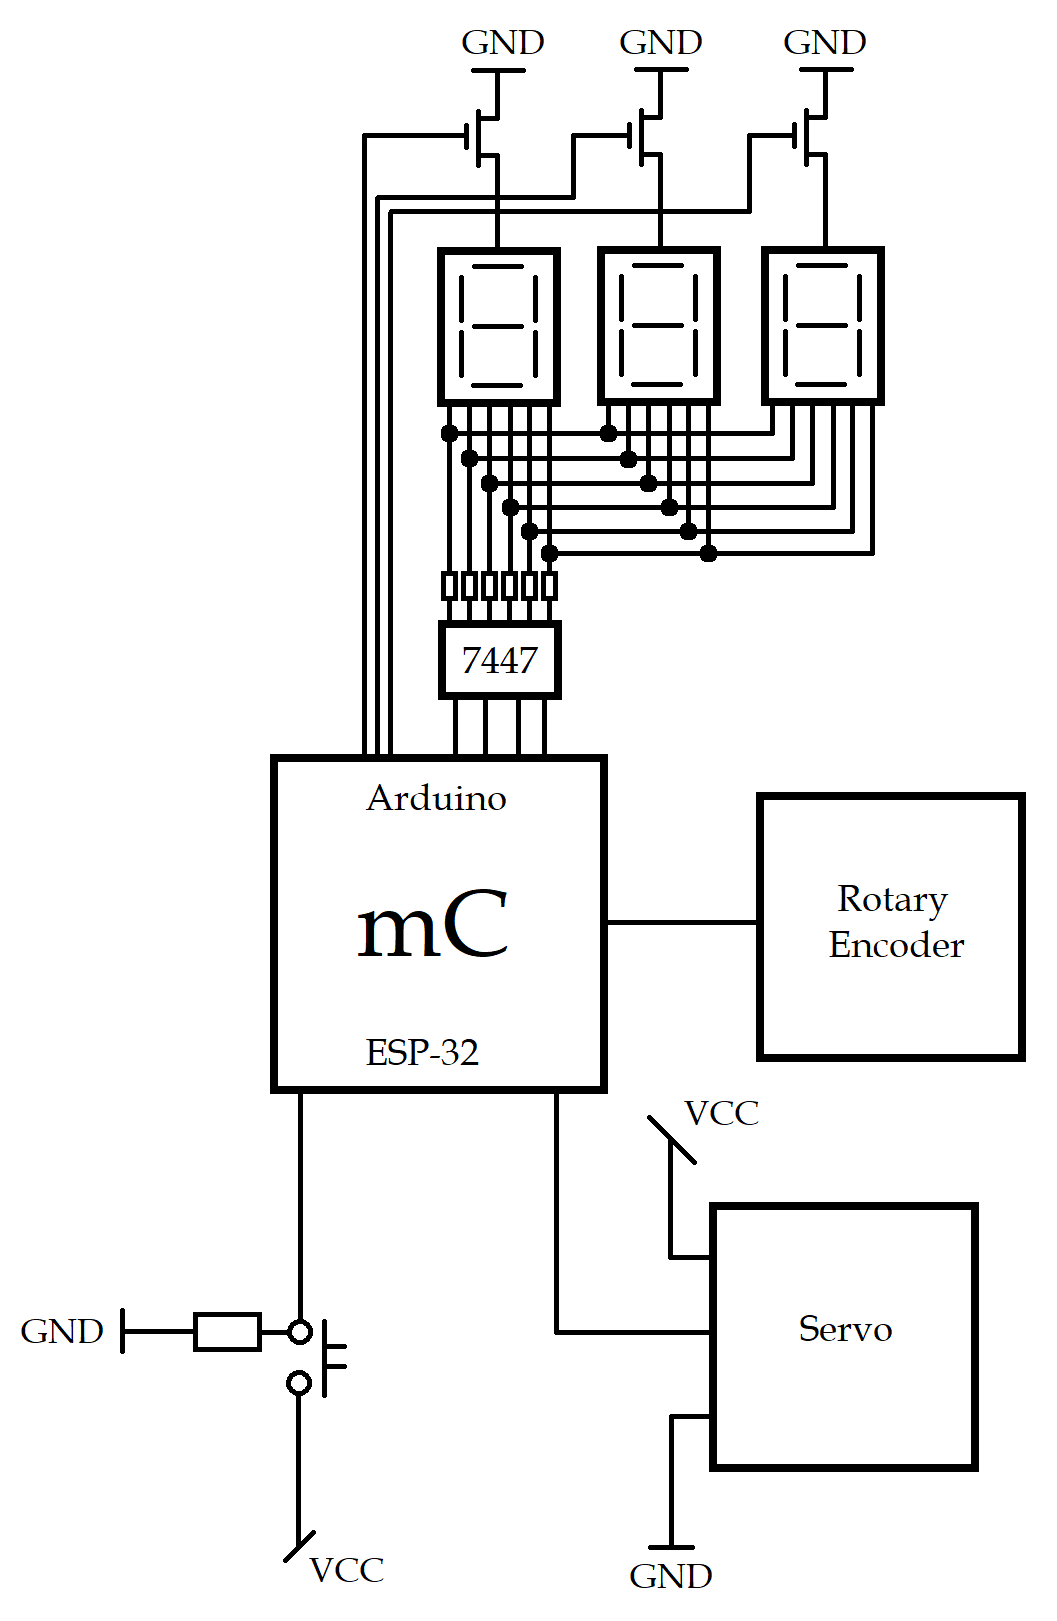 GND
GND
GND
7447
Arduino
mC
ESP-32
Rotary
Encoder
VCC
Servo
GND
VCC
GND